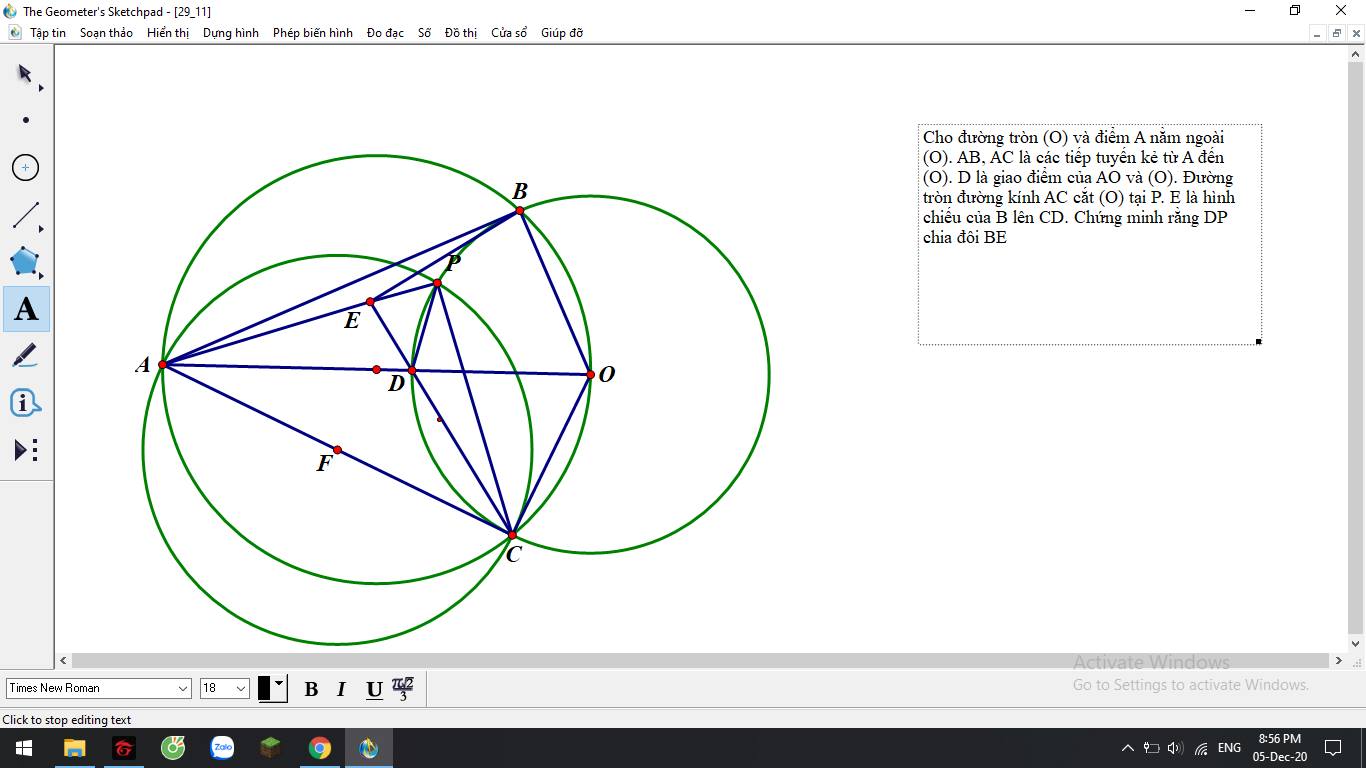 The Geometer's Sketchpad - [29_11]
Tập tin Soạn thảo Hiển thị Dựng hình Phép biến hình Đo đạc Số Đồ thị Cửa sổ Giúp đỡ
Cho đường tròn (O) và điểm A nằm ngoài
(O). AB, AC là các tiếp tuyến kẻ từ A đến
(O). D là giao điểm của AO và (O). Đường
tròn đường kính AC cắt (O) tại P. E là hình
chiếu của B lên CD. Chứng minh rằng DP
chia đôi BE
B
P
E
A
D
O
F
C
A
i
Activate Windows
Go to Settings to activate Windows.
Times New Roman 18 B I U π√2/3
Click to stop editing text
Zalo
ENG
8:56 PM
05-Dec-20